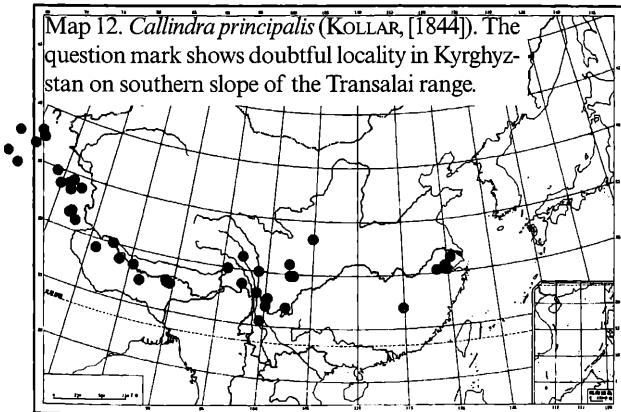 Map 12. Callindra principalis (KOLLAR, [1844]). The
question mark shows doubtful locality in Kyrghyz-
stan on southern slope of the Transalai range.
?